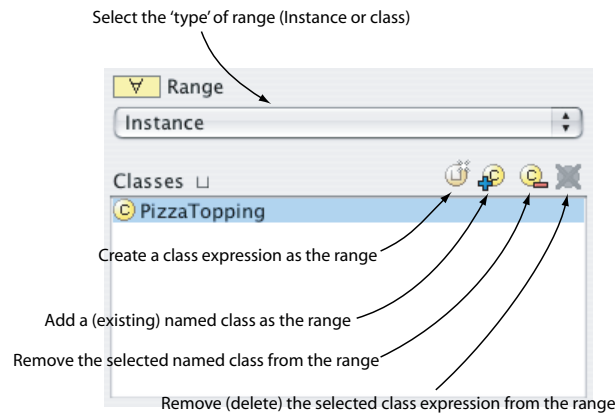 Select the ‘type’ of range (Instance or class)
∀ Range
Instance
Classes ⊔
C PizzaTopping
Create a class expression as the range
Add a (existing) named class as the range
Remove the selected named class from the range
Remove (delete) the selected class expression from the range